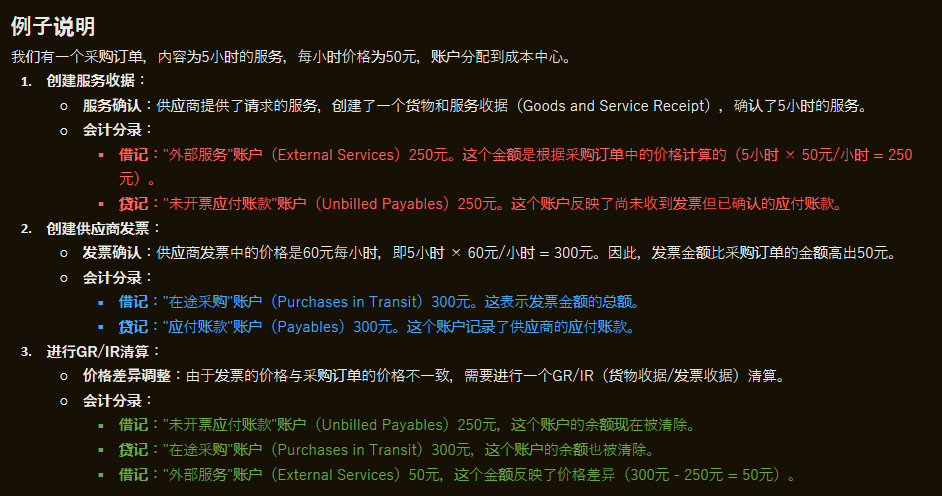 例子说明
我们有一个采购订单，内容为5小时的服务，每小时价格为50元，账户分配到成本中心。
1. 创建服务收据：
○ 服务确认：供应商提供了请求的服务，创建了一个货物和服务收据（Goods and Service Receipt），确认了5小时的服务。
○ 会计分录：
▪ 借记："外部服务"账户（External Services）250元。这个金额是根据采购订单中的价格计算的（5小时 × 50元/小时 = 250
元）。
▪ 贷记："未开票应付账款"账户（Unbilled Payables）250元。这个账户反映了尚未收到发票但已确认的应付账款。
2. 创建供应商发票：
○ 发票确认：供应商发票中的价格是60元每小时，即5小时 × 60元/小时 = 300元。因此，发票金额比采购订单的金额高出50元。
○ 会计分录：
▪ 借记："在途采购"账户（Purchases in Transit）300元。这表示发票金额的总额。
▪ 贷记："应付账款"账户（Payables）300元。这个账户记录了供应商的应付账款。
3. 进行GR/IR清算：
○ 价格差异调整：由于发票的价格与采购订单的价格不一致，需要进行一个GR/IR（货物收据/发票收据）清算。
○ 会计分录：
▪ 借记："未开票应付账款"账户（Unbilled Payables）250元，这个账户的余额现在被清除。
▪ 贷记："在途采购"账户（Purchases in Transit）300元，这个账户的余额也被清除。
▪ 借记："外部服务"账户（External Services）50元，这个金额反映了价格差异（300元 - 250元 = 50元）。